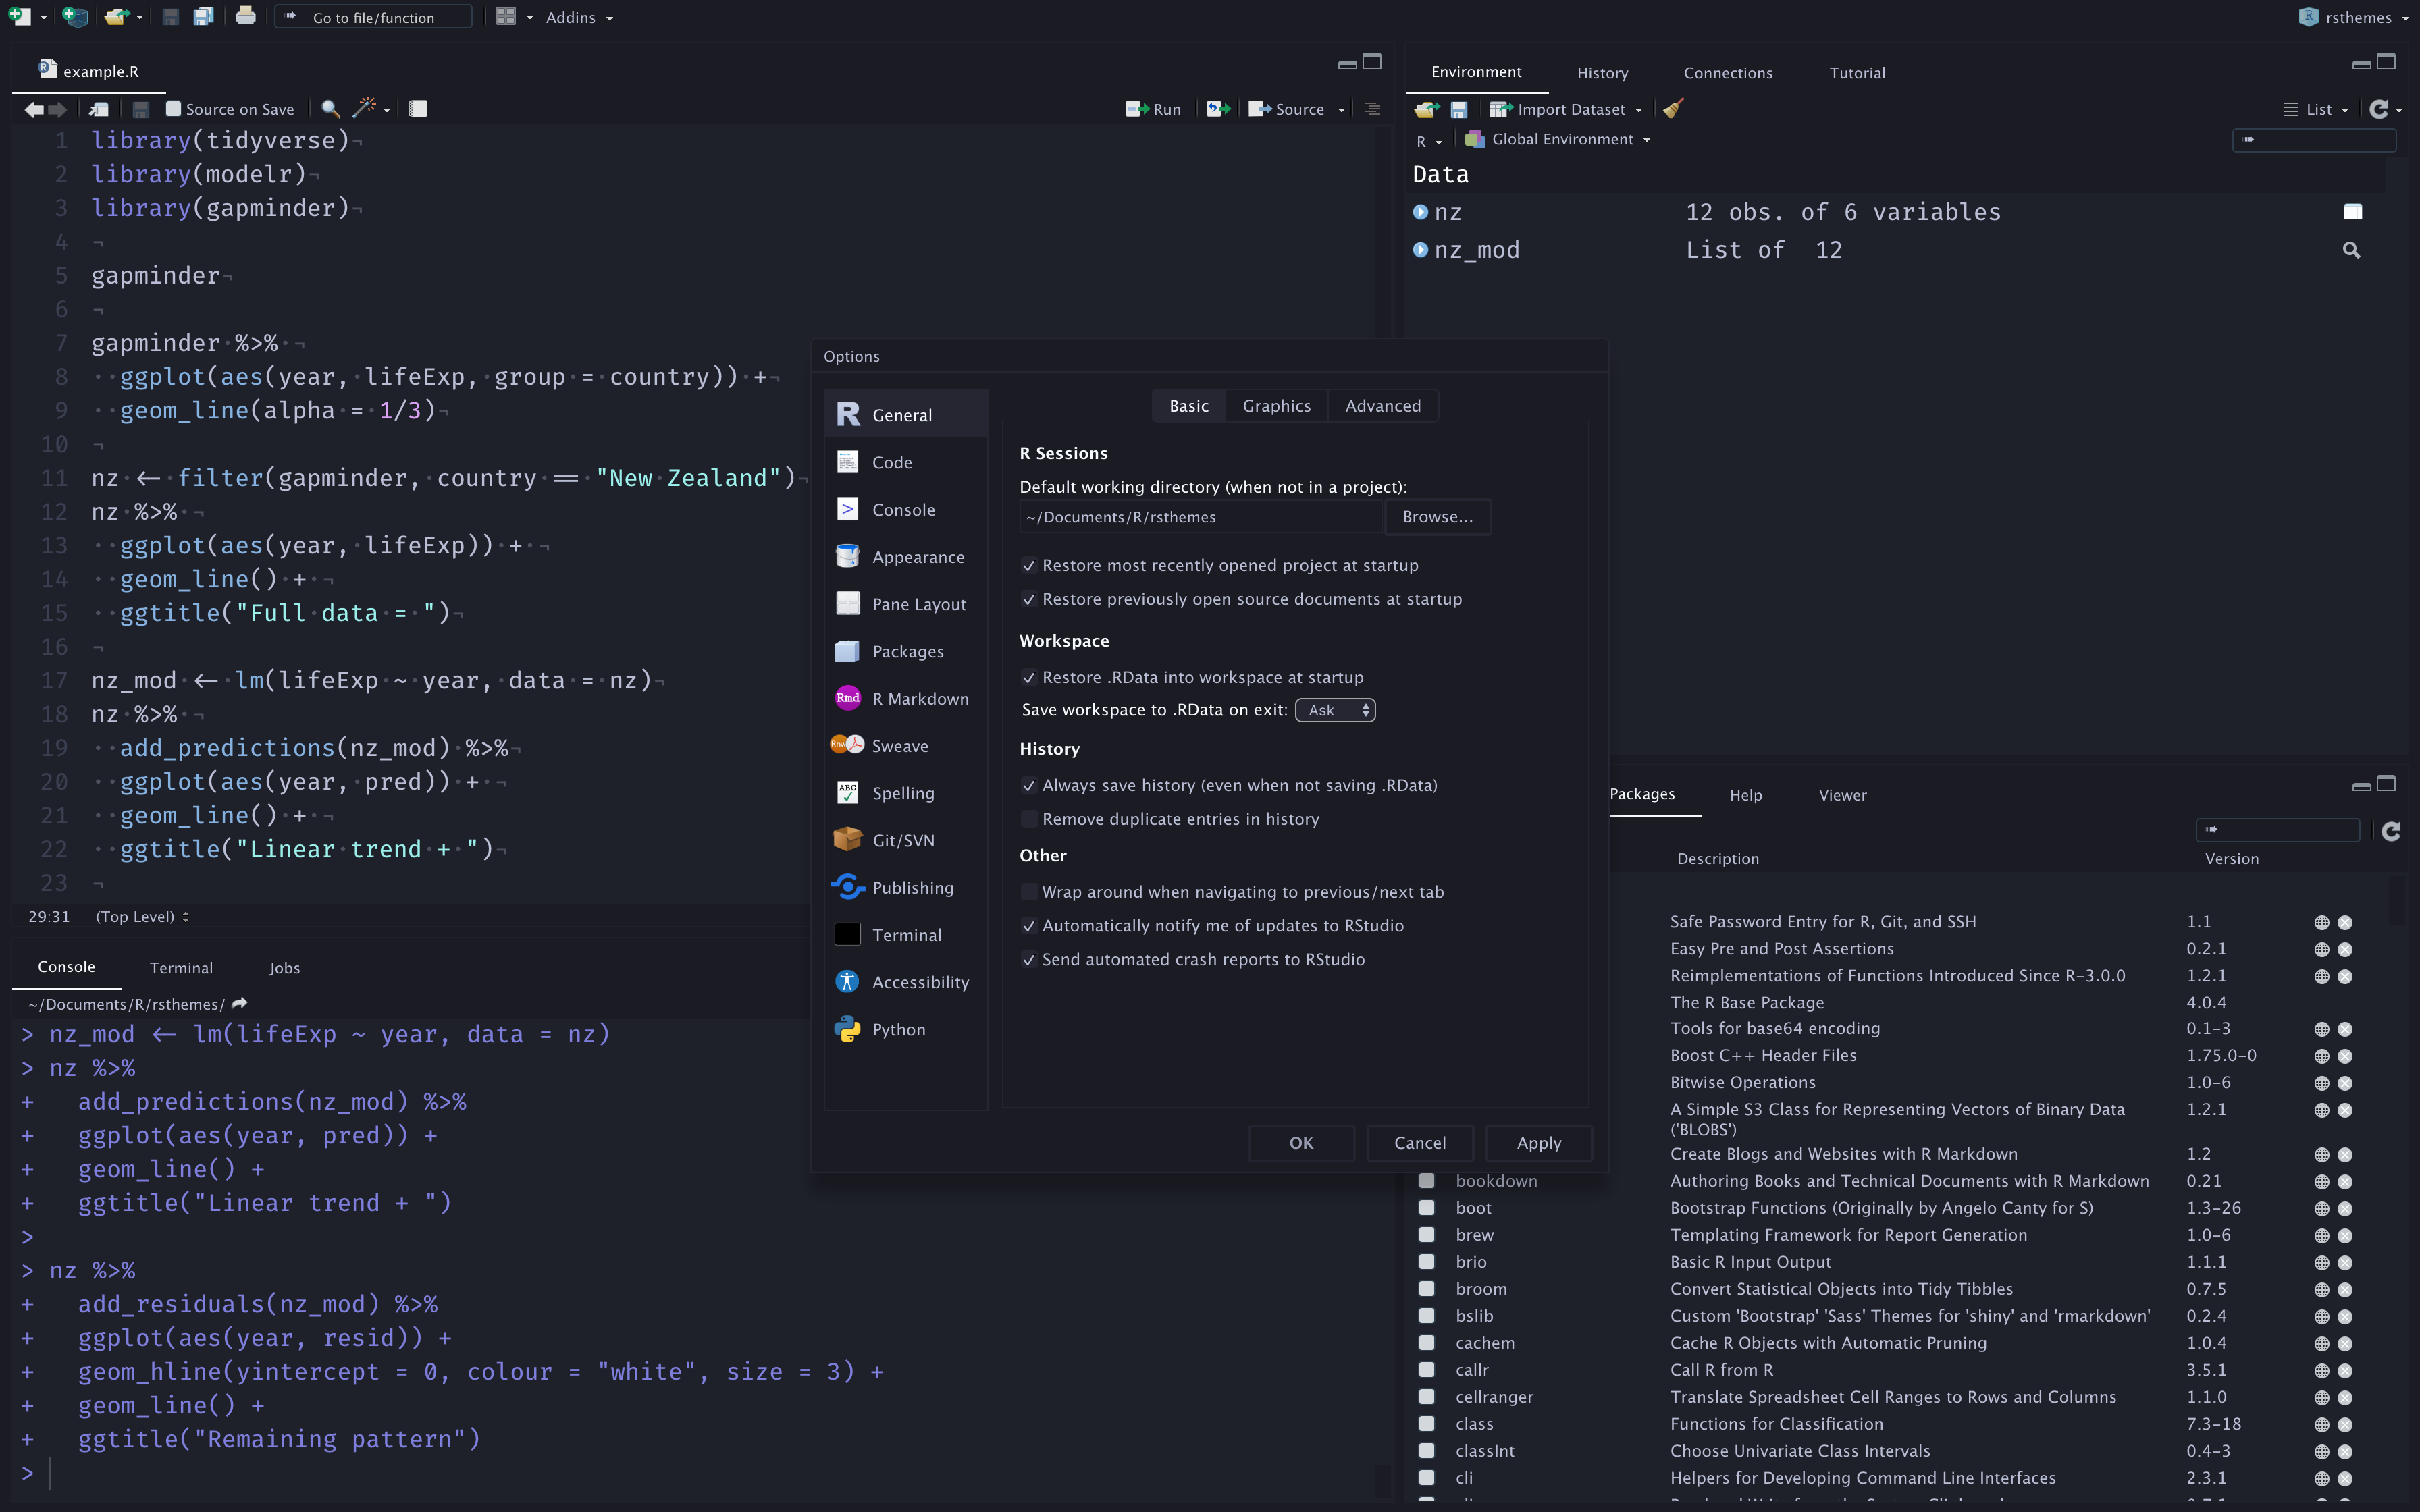 Go to file/function
Addins
rsthemes
example.R
Source on Save
Run
Source
1 library(tidyverse)¬
2 library(modelr)¬
3 library(gapminder)¬
4 ¬
5 gapminder¬
6 ¬
7 gapminder·%>%·¬
8 ··ggplot(aes(year,·lifeExp,·group·=·country))·+¬
9 ··geom_line(alpha·=·1/3)¬
10 ¬
11 nz·<-·filter(gapminder,·country·==·"New·Zealand")¬
12 nz·%>%·¬
13 ··ggplot(aes(year,·lifeExp))·+·¬
14 ··geom_line()·+·¬
15 ··ggtitle("Full·data·=·")¬
16 ¬
17 nz_mod·<-·lm(lifeExp·~·year,·data·=·nz)¬
18 nz·%>%·¬
19 ··add_predictions(nz_mod)·%>%¬
20 ··ggplot(aes(year,·pred))·+·¬
21 ··geom_line()·+·¬
22 ··ggtitle("Linear·trend·+·")¬
23 ¬
29:31 (Top Level)
Console Terminal Jobs
~/Documents/R/rsthemes/
> nz_mod <- lm(lifeExp ~ year, data = nz)
> nz %>%
+   add_predictions(nz_mod) %>%
+   ggplot(aes(year, pred)) +
+   geom_line() +
+   ggtitle("Linear trend + ")
>
> nz %>%
+   add_residuals(nz_mod) %>%
+   ggplot(aes(year, resid)) +
+   geom_hline(yintercept = 0, colour = "white", size = 3) +
+   geom_line() +
+   ggtitle("Remaining pattern")
>
Options
R General
Code
Console
Appearance
Pane Layout
Packages
Rmd R Markdown
Rnw Sweave
ABC Spelling
Git/SVN
Publishing
Terminal
Accessibility
Python
Basic Graphics Advanced
R Sessions
Default working directory (when not in a project):
~/Documents/R/rsthemes Browse...
Restore most recently opened project at startup
Restore previously open source documents at startup
Workspace
Restore .RData into workspace at startup
Save workspace to .RData on exit: Ask
History
Always save history (even when not saving .RData)
Remove duplicate entries in history
Other
Wrap around when navigating to previous/next tab
Automatically notify me of updates to RStudio
Send automated crash reports to RStudio
OK Cancel Apply
Environment History Connections Tutorial
Import Dataset List
R Global Environment
Data
nz 12 obs. of 6 variables
nz_mod List of  12
Packages Help Viewer
Description Version
Safe Password Entry for R, Git, and SSH 1.1
Easy Pre and Post Assertions 0.2.1
Reimplementations of Functions Introduced Since R-3.0.0 1.2.1
The R Base Package 4.0.4
Tools for base64 encoding 0.1-3
Boost C++ Header Files 1.75.0-0
Bitwise Operations 1.0-6
A Simple S3 Class for Representing Vectors of Binary Data 1.2.1
('BLOBS')
Create Blogs and Websites with R Markdown 1.2
bookdown Authoring Books and Technical Documents with R Markdown 0.21
boot Bootstrap Functions (Originally by Angelo Canty for S) 1.3-26
brew Templating Framework for Report Generation 1.0-6
brio Basic R Input Output 1.1.1
broom Convert Statistical Objects into Tidy Tibbles 0.7.5
bslib Custom 'Bootstrap' 'Sass' Themes for 'shiny' and 'rmarkdown' 0.2.4
cachem Cache R Objects with Automatic Pruning 1.0.4
callr Call R from R 3.5.1
cellranger Translate Spreadsheet Cell Ranges to Rows and Columns 1.1.0
class Functions for Classification 7.3-18
classInt Choose Univariate Class Intervals 0.4-3
cli Helpers for Developing Command Line Interfaces 2.3.1